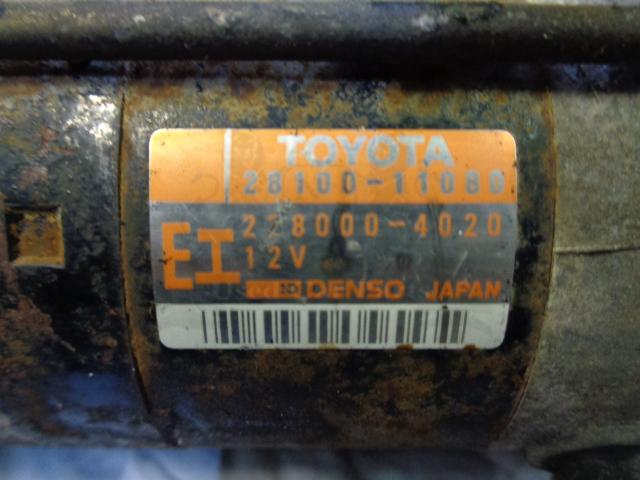 TOYOTA
28100-11080
228000-4020
EI 12V
DENSO JAPAN